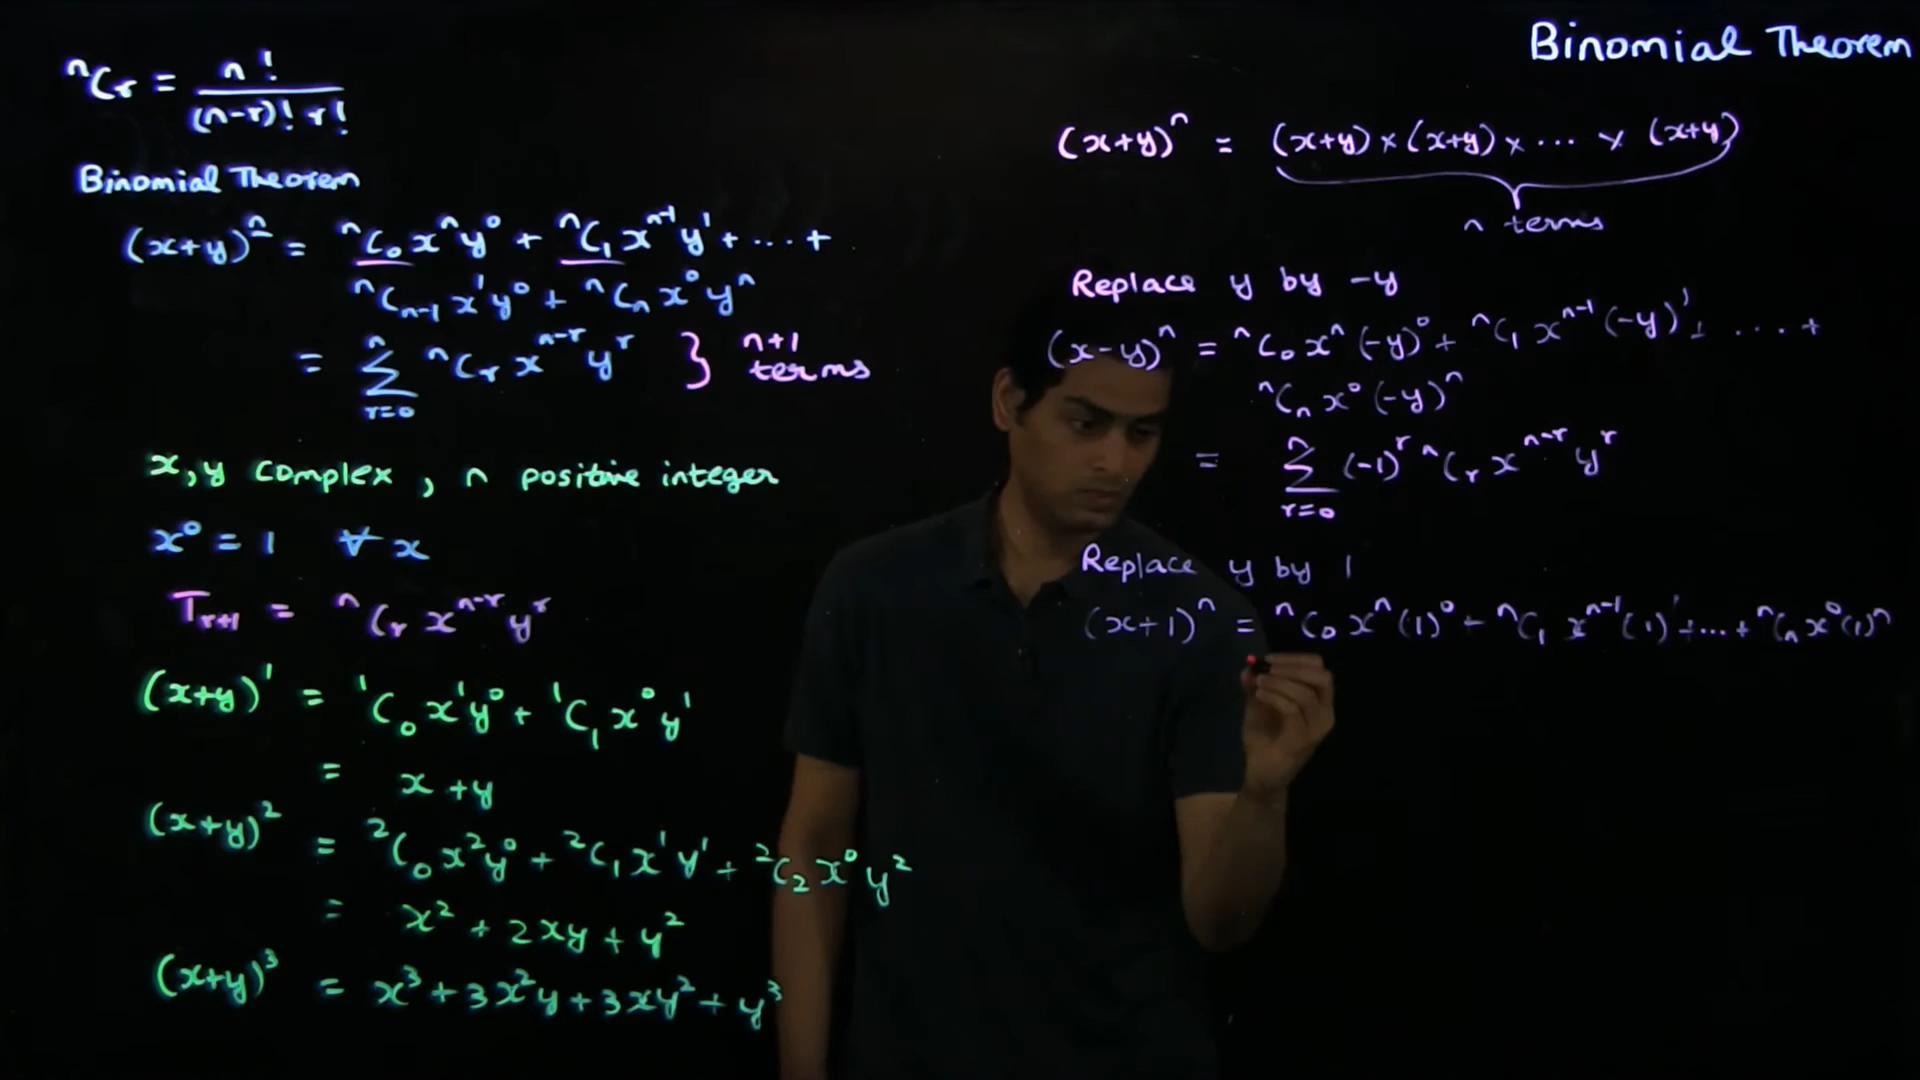 ⁿCᵣ = n! / (n-r)! r!
Binomial Theorem
(x+y)ⁿ = ⁿC₀ xⁿ y⁰ + ⁿC₁ xⁿ⁻¹ y¹ + ... +
ⁿCₙ₋₁ x¹ y⁰ + ⁿCₙ x⁰ yⁿ
= Σ_{r=0}^{n} ⁿCᵣ xⁿ⁻ʳ yʳ } n+1 terms
x, y complex, n positive integer
x⁰ = 1 ∀ x
Tᵣ₊₁ = ⁿCᵣ xⁿ⁻ʳ yʳ
(x+y)¹ = ¹C₀ x¹ y⁰ + ¹C₁ x⁰ y¹
= x + y
(x+y)² = ²C₀ x² y⁰ + ²C₁ x¹ y¹ + ²C₂ x⁰ y²
= x² + 2xy + y²
(x+y)³ = x³ + 3x²y + 3xy² + y³
Binomial Theorem
(x+y)ⁿ = (x+y) × (x+y) × ... × (x+y)
n terms
Replace y by -y
(x-y)ⁿ = ⁿC₀ xⁿ (-y)⁰ + ⁿC₁ xⁿ⁻¹ (-y)¹ + .... +
ⁿCₙ x⁰ (-y)ⁿ
= Σ_{r=0}^{n} (-1)ʳ ⁿCᵣ xⁿ⁻ʳ yʳ
Replace y by 1
(x+1)ⁿ = ⁿC₀ xⁿ (1)⁰ + ⁿC₁ xⁿ⁻¹ (1)¹ + ... + ⁿCₙ x⁰ (1)ⁿ